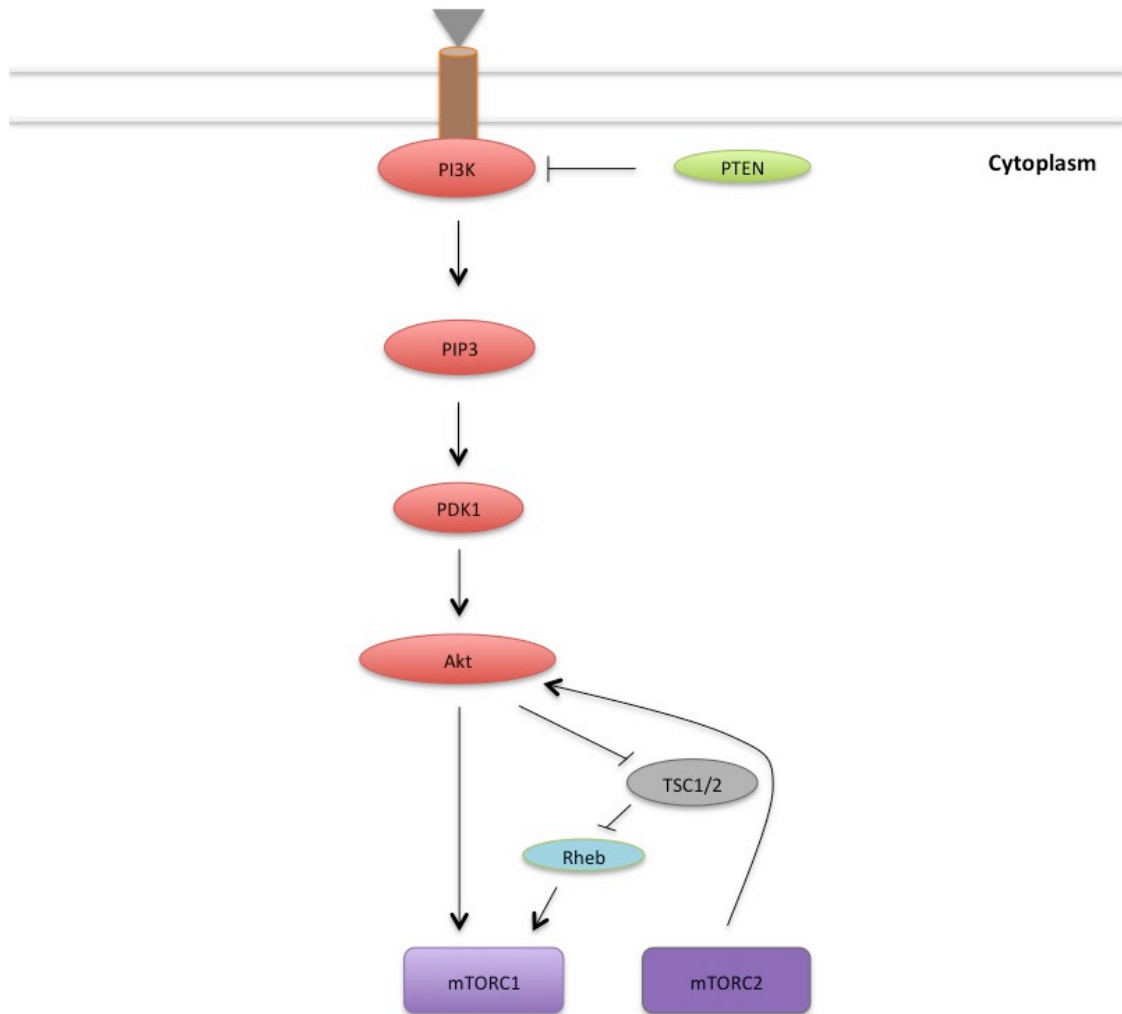 PI3K
PTEN
Cytoplasm
PIP3
PDK1
Akt
TSC1/2
Rheb
mTORC1
mTORC2